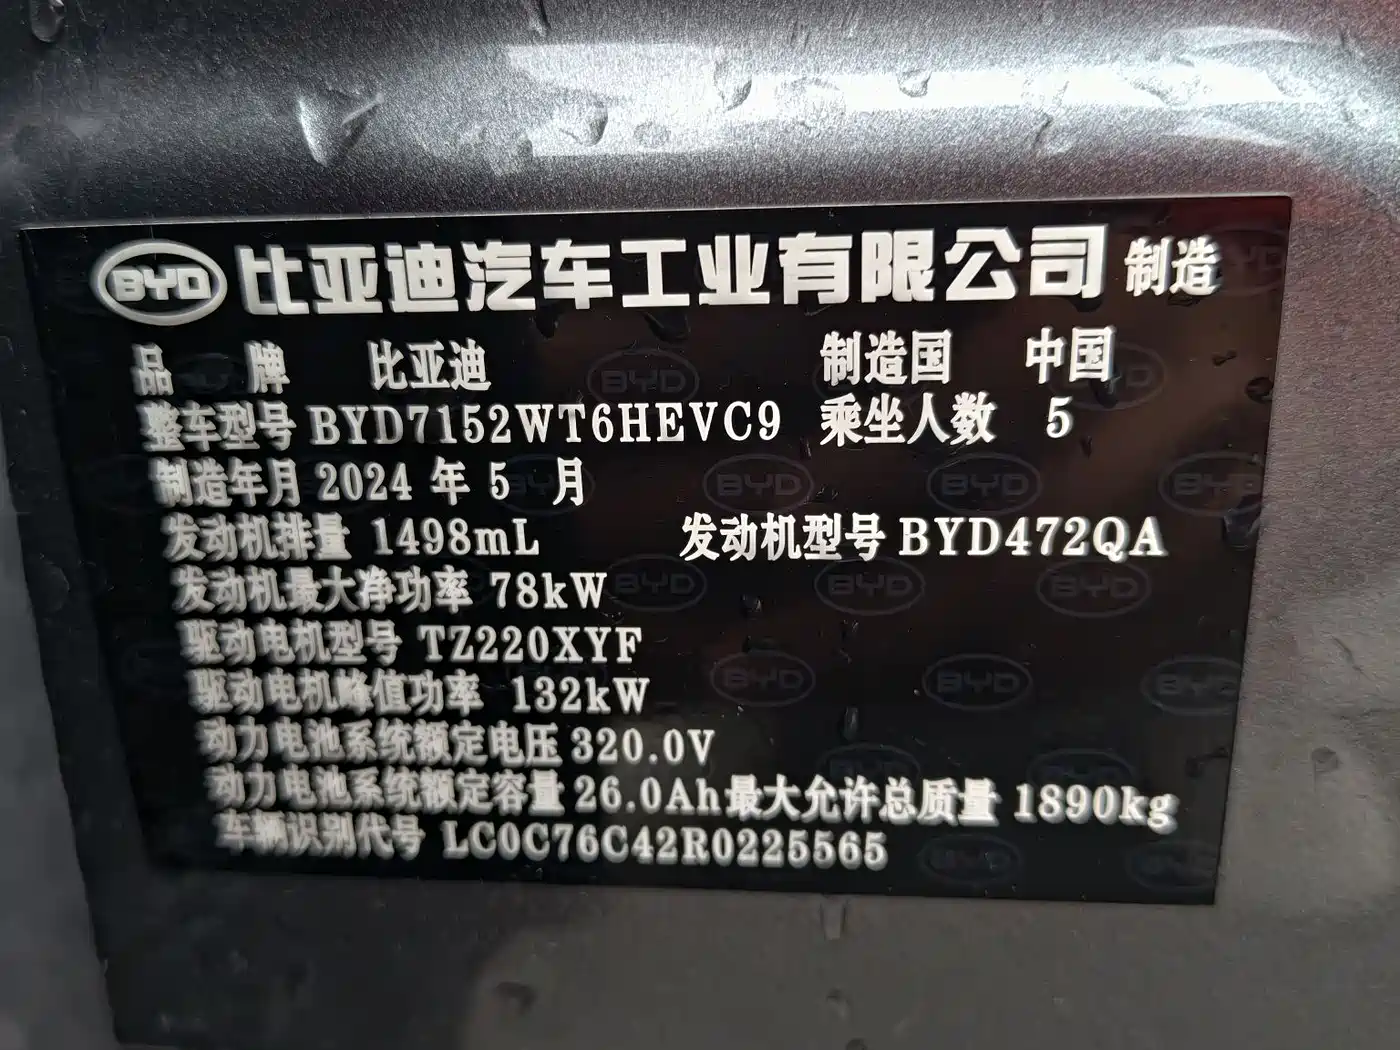 BYD 比亚迪汽车工业有限公司 制造
品 牌 比亚迪 制造国 中国
整车型号 BYD7152WT6HEVC9 乘坐人数 5
制造年月 2024 年 5 月
发动机排量 1498mL 发动机型号 BYD472QA
发动机最大净功率 78kW
驱动电机型号 TZ220XYF
驱动电机峰值功率 132kW
动力电池系统额定电压 320.0V
动力电池系统额定容量 26.0Ah 最大允许总质量 1890kg
车辆识别代号 LC0C76C42R0225565